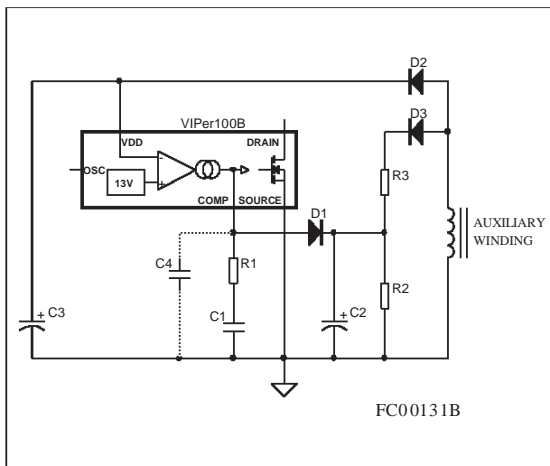 D2
VIPer100B
D3
VDD
DRAIN
OSC
-
13V
+
COMP SOURCE
R3
D1
AUXILIARY
WINDING
C4
R1
R2
+ C3
C1
+ C2
FC00131B